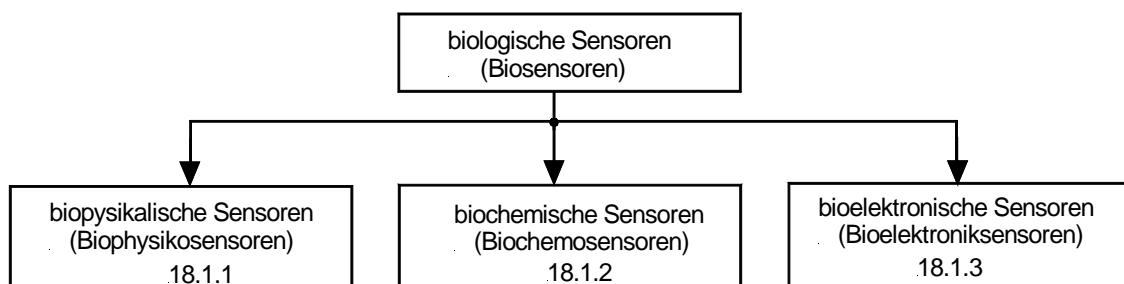 biologische Sensoren
(Biosensoren)
biopysikalische Sensoren
(Biophysikosensoren)
18.1.1
biochemische Sensoren
(Biochemosensoren)
18.1.2
bioelektronische Sensoren
(Bioelektroniksensoren)
18.1.3